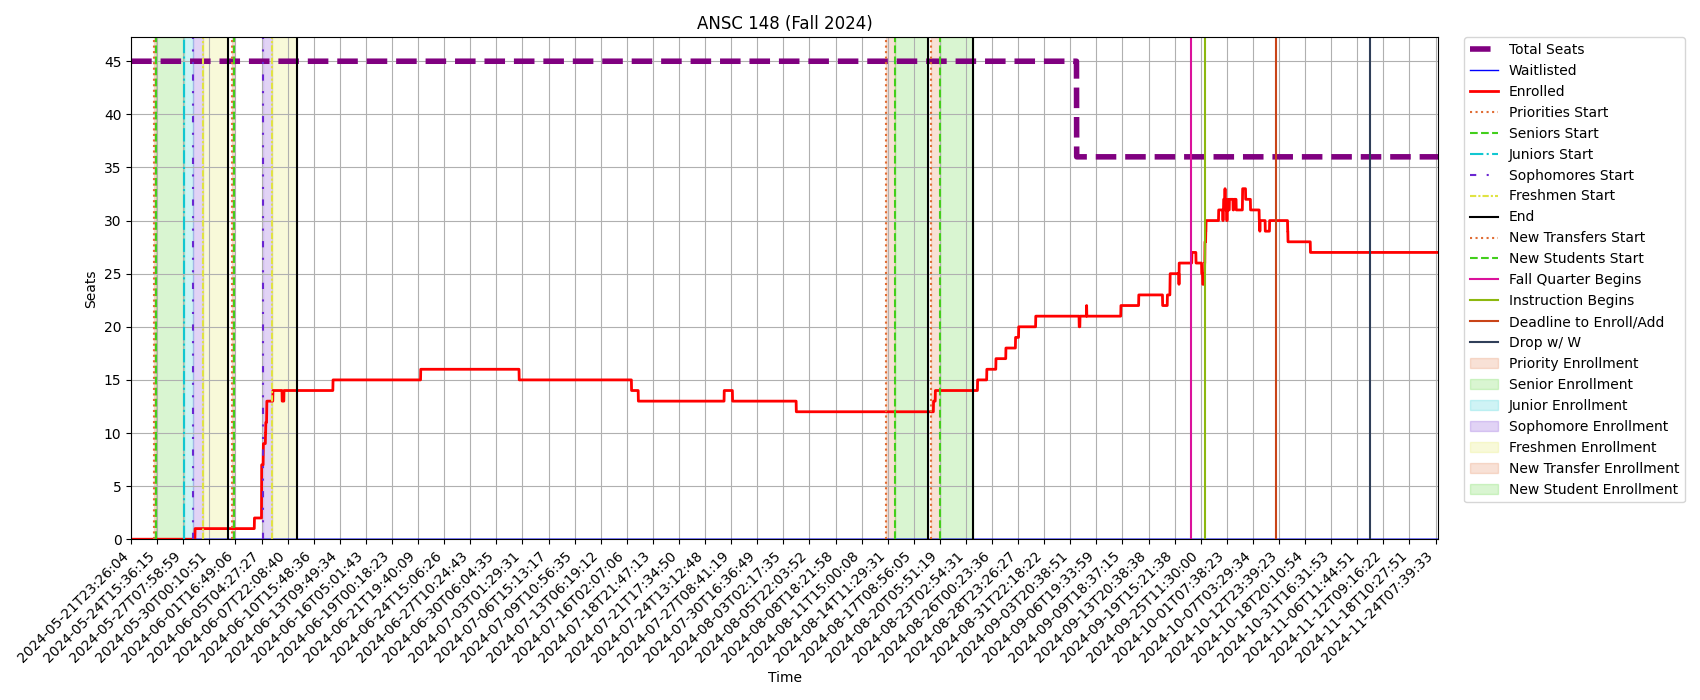 ANSC 148 (Fall 2024)
Seats
45
40
35
30
25
20
15
10
5
0
2024-05-21T23:26:04
2024-05-24T15:36:15
2024-05-27T07:58:59
2024-05-30T00:10:51
2024-06-01T16:49:06
2024-06-05T04:27:27
2024-06-07T22:08:40
2024-06-10T15:48:36
2024-06-13T09:49:34
2024-06-16T05:01:43
2024-06-19T00:18:23
2024-06-21T19:40:09
2024-06-24T15:06:26
2024-06-27T10:24:43
2024-06-30T06:04:35
2024-07-03T01:29:31
2024-07-06T15:13:17
2024-07-09T10:56:35
2024-07-13T06:19:12
2024-07-16T02:07:06
2024-07-18T21:47:13
2024-07-21T17:34:50
2024-07-24T13:12:48
2024-07-27T08:41:19
2024-07-30T16:36:49
2024-08-03T02:17:35
2024-08-05T22:03:52
2024-08-08T18:21:58
2024-08-11T15:00:08
2024-08-14T11:29:31
2024-08-17T08:56:05
2024-08-20T05:51:19
2024-08-23T02:54:31
2024-08-26T00:23:36
2024-08-28T23:26:27
2024-08-31T22:18:22
2024-09-03T20:38:51
2024-09-06T19:33:59
2024-09-09T18:37:15
2024-09-13T20:38:38
2024-09-19T15:21:38
2024-09-25T11:30:00
2024-10-01T07:38:23
2024-10-07T03:29:34
2024-10-12T23:39:23
2024-10-18T20:10:54
2024-10-31T16:31:53
2024-11-06T11:44:51
2024-11-12T09:16:22
2024-11-18T10:27:51
2024-11-24T07:39:33
Time
Total Seats
Waitlisted
Enrolled
Priorities Start
Seniors Start
Juniors Start
Sophomores Start
Freshmen Start
End
New Transfers Start
New Students Start
Fall Quarter Begins
Instruction Begins
Deadline to Enroll/Add
Drop w/ W
Priority Enrollment
Senior Enrollment
Junior Enrollment
Sophomore Enrollment
Freshmen Enrollment
New Transfer Enrollment
New Student Enrollment